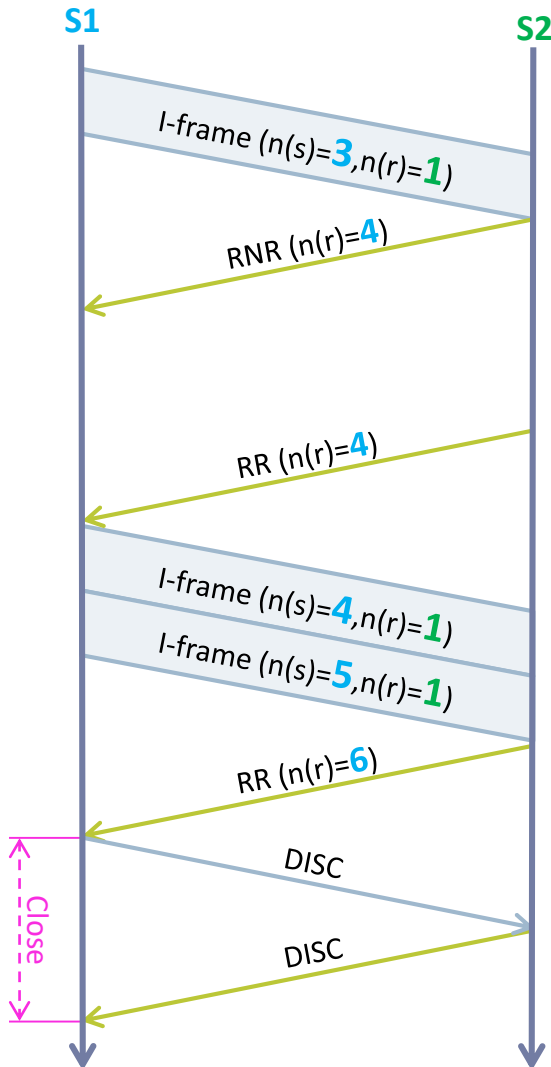 S1
S2
I-frame (n(s)=3,n(r)=1)
RNR (n(r)=4)
RR (n(r)=4)
I-frame (n(s)=4,n(r)=1)
I-frame (n(s)=5,n(r)=1)
RR (n(r)=6)
DISC
Close
DISC